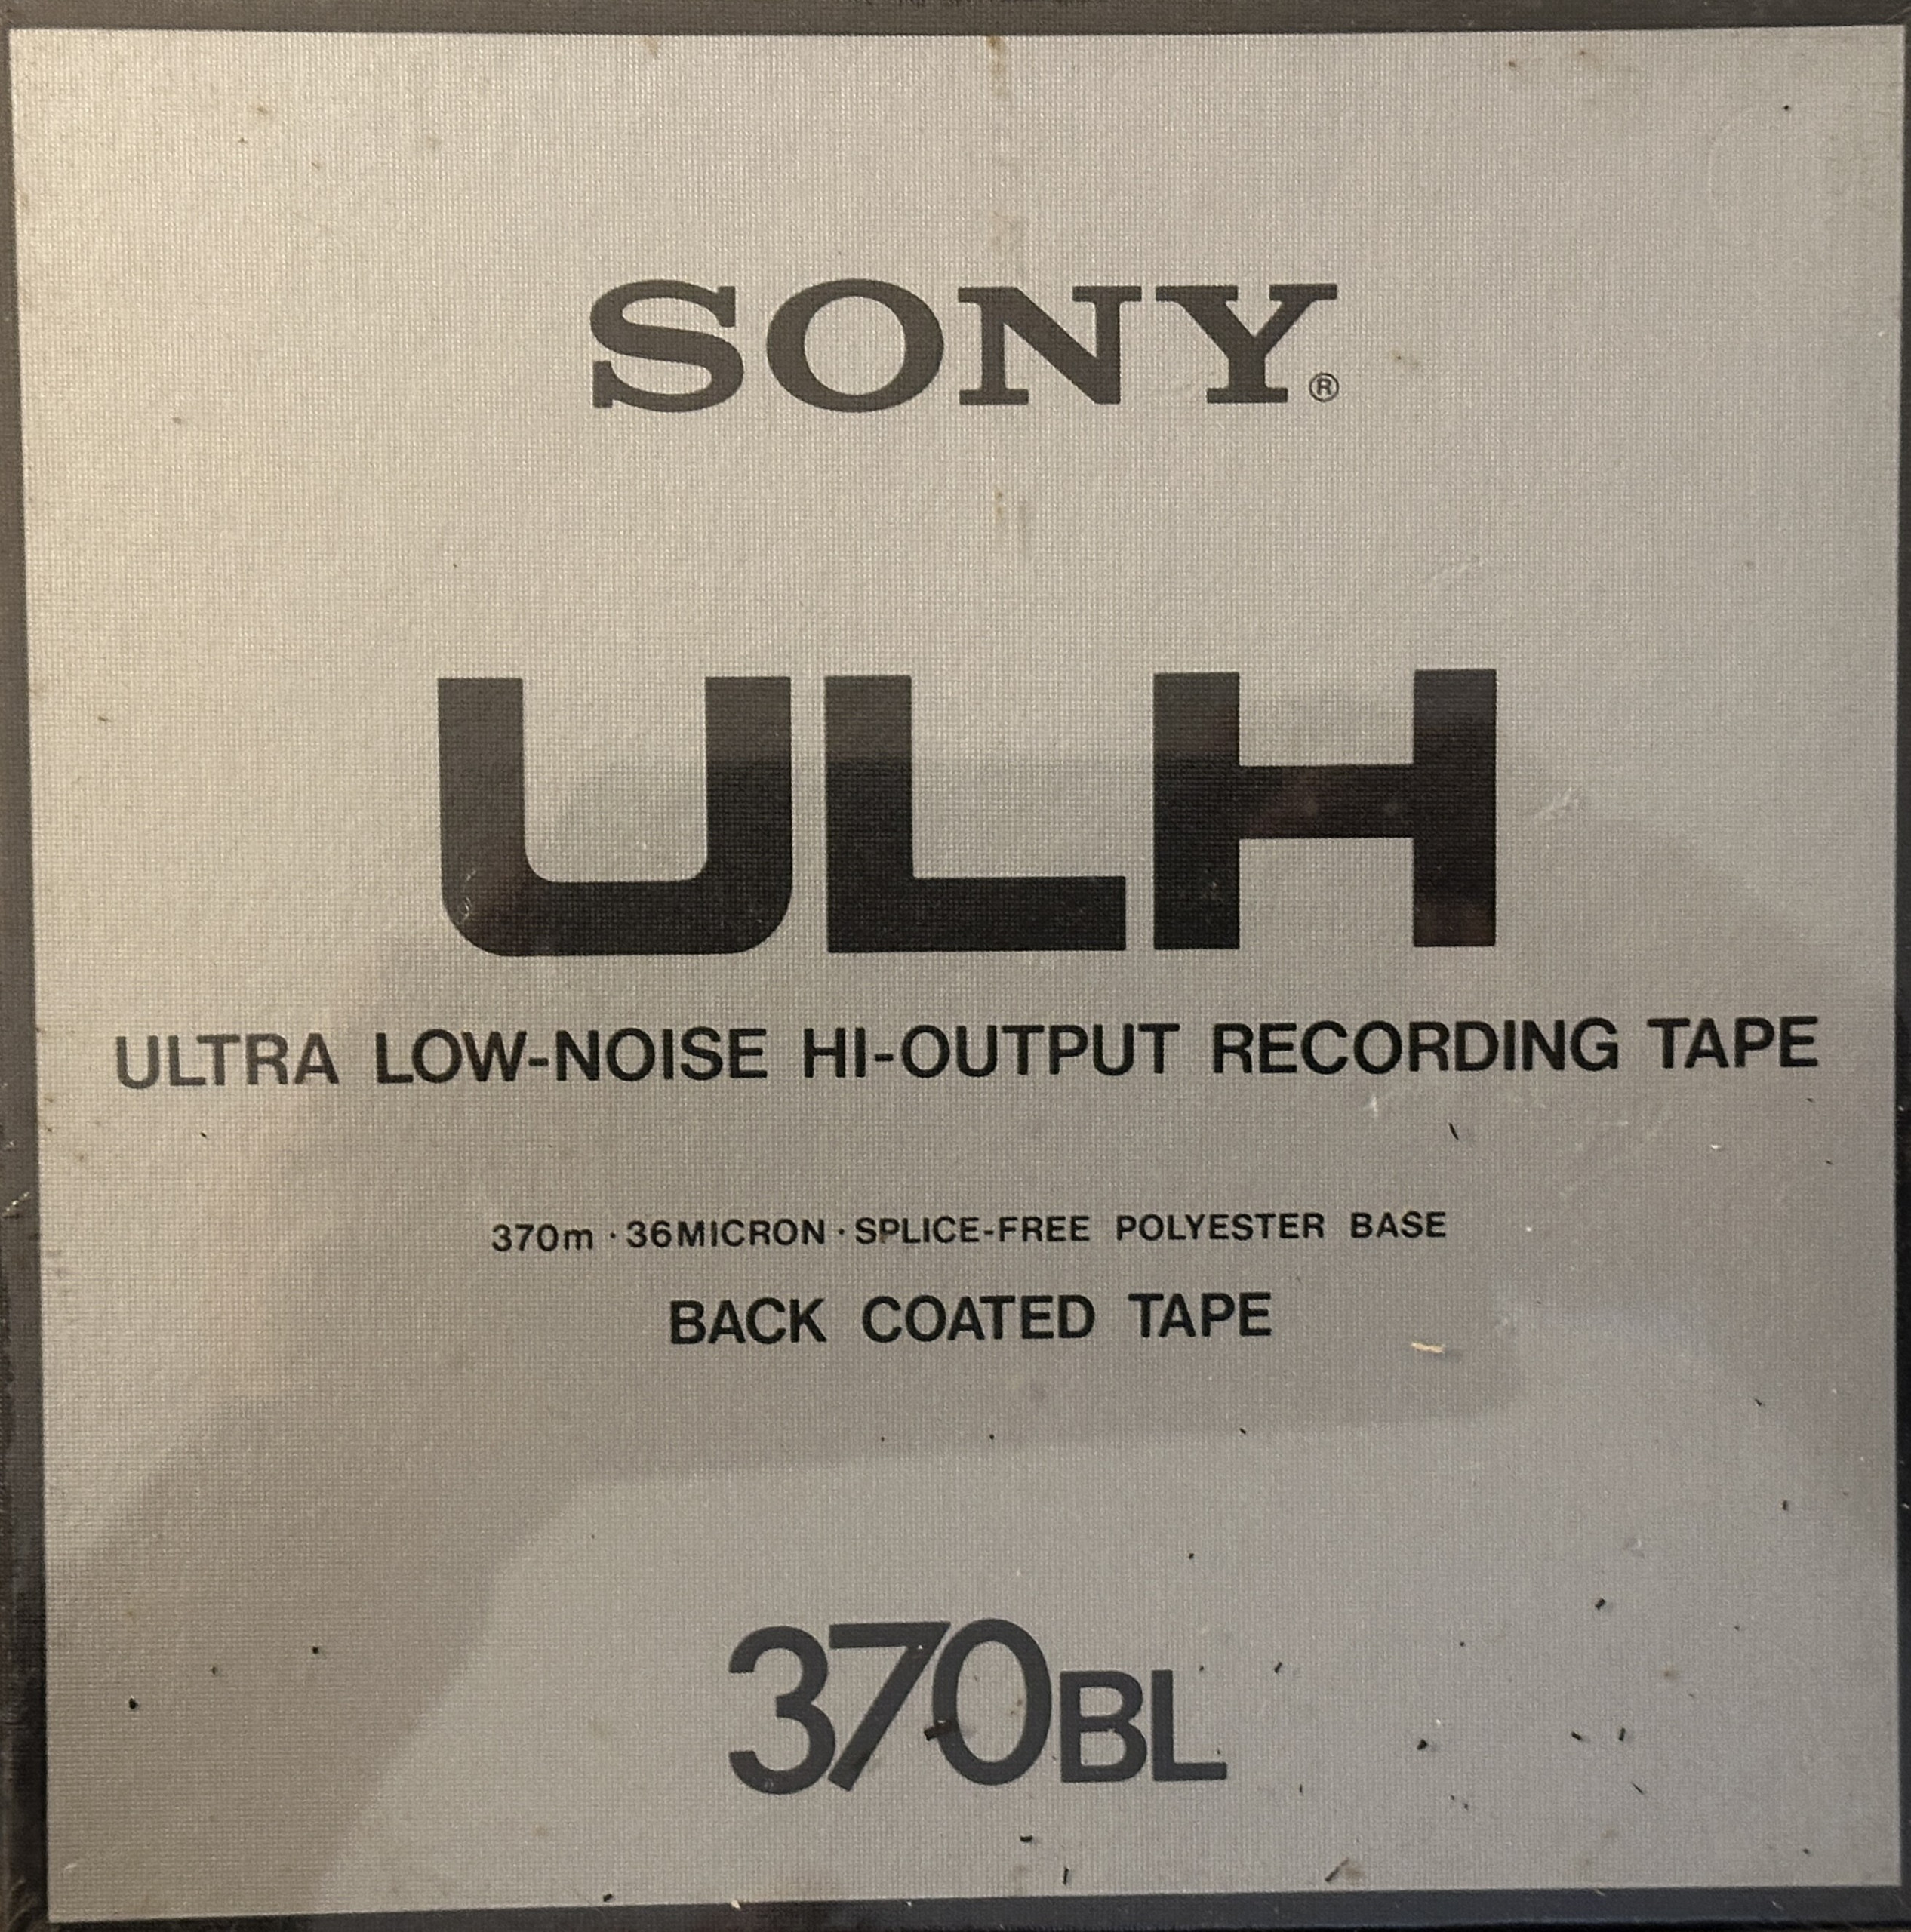 SONY®
ULH
ULTRA LOW-NOISE HI-OUTPUT RECORDING TAPE
370m · 36MICRON · SPLICE-FREE POLYESTER BASE
BACK COATED TAPE
370BL